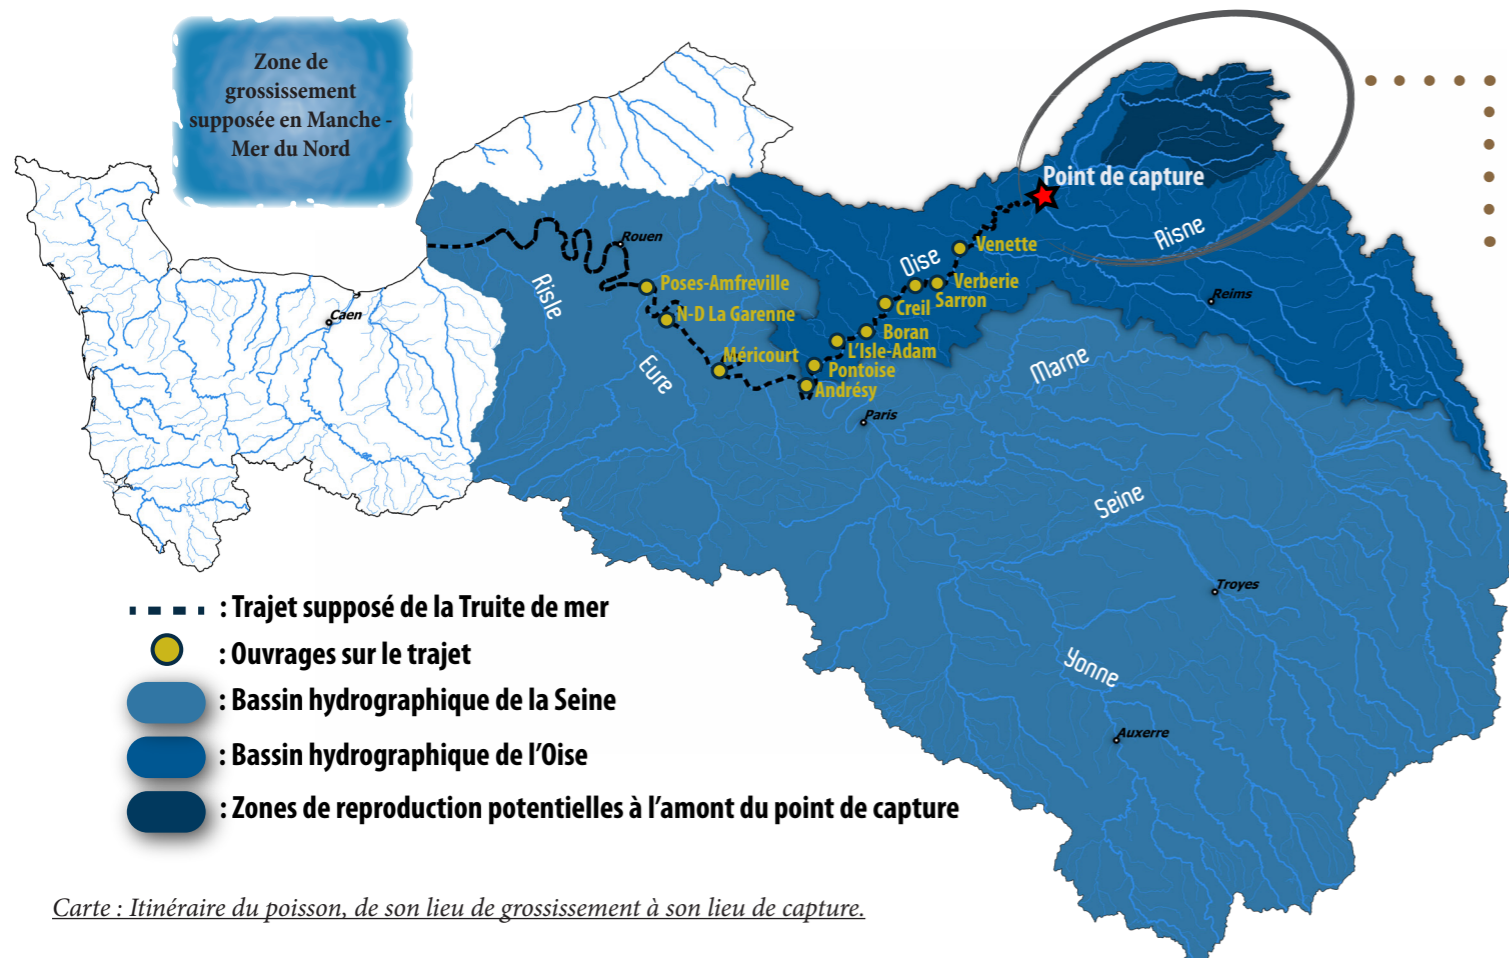 Zone de
grossissement
supposée en Manche -
Mer du Nord
Point de capture
Aisne
Oise
Venette
Verberie
Sarron
Creil
Boran
L'Isle-Adam
Pontoise
Andrésy
Rouen
Poses-Amfreville
N-D La Garenne
Méricourt
Risle
Eure
Caen
Reims
Marne
Paris
Seine
Troyes
Yonne
Auxerre
: Trajet supposé de la Truite de mer
: Ouvrages sur le trajet
: Bassin hydrographique de la Seine
: Bassin hydrographique de l'Oise
: Zones de reproduction potentielles à l'amont du point de capture
Carte : Itinéraire du poisson, de son lieu de grossissement à son lieu de capture.